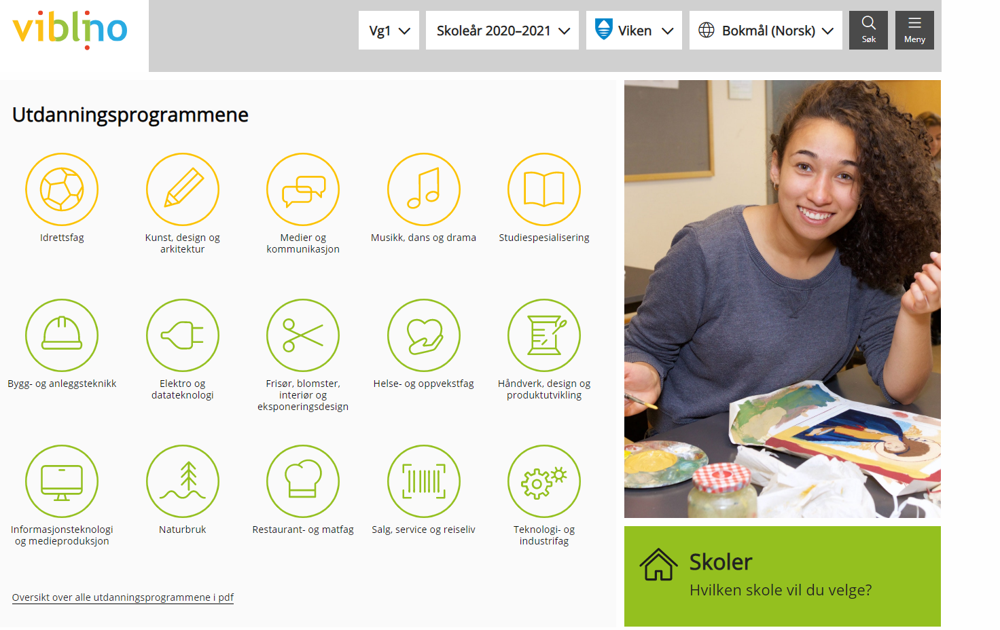 viblino
Vg1
Skoleår 2020–2021
Viken
Bokmål (Norsk)
Søk
Meny
Utdanningsprogrammene
Idrettsfag
Kunst, design og
arkitektur
Medier og
kommunikasjon
Musikk, dans og drama
Studiespesialisering
Bygg- og anleggsteknikk
Elektro og
datateknologi
Frisør, blomster,
interiør og
eksponeringsdesign
Helse- og oppvekstfag
Håndverk, design og
produktutvikling
Informasjonsteknologi
og medieproduksjon
Naturbruk
Restaurant- og matfag
Salg, service og reiseliv
Teknologi- og
industrifag
Oversikt over alle utdanningsprogrammene i pdf
Skoler
Hvilken skole vil du velge?